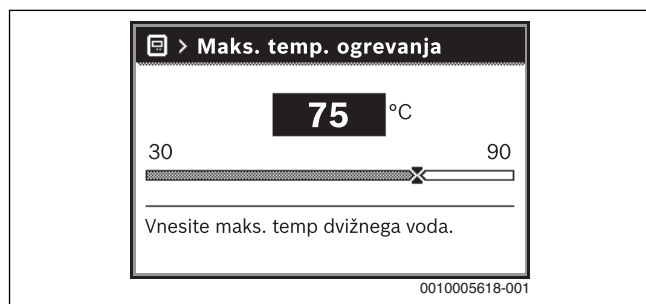 > Maks. temp. ogrevanja
75 °C
30 90
Vnesite maks. temp dvižnega voda.
0010005618-001